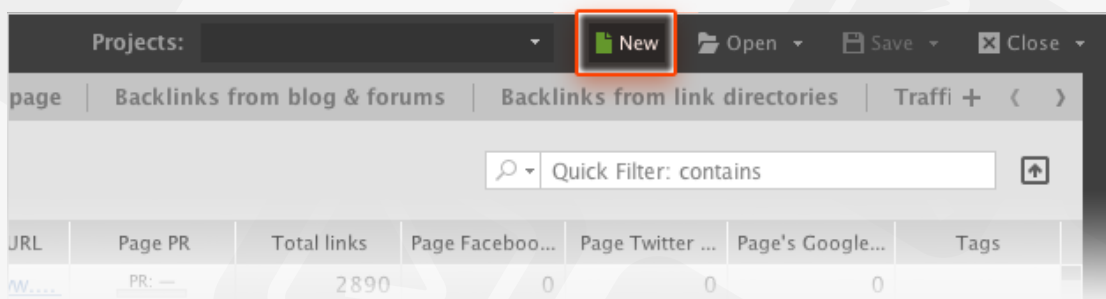 Projects: New Open Save Close
page Backlinks from blog & forums Backlinks from link directories Traffi
Quick Filter: contains
URL Page PR Total links Page Faceboo... Page Twitter ... Page's Google... Tags
w.... PR: — 2890 0 0 0